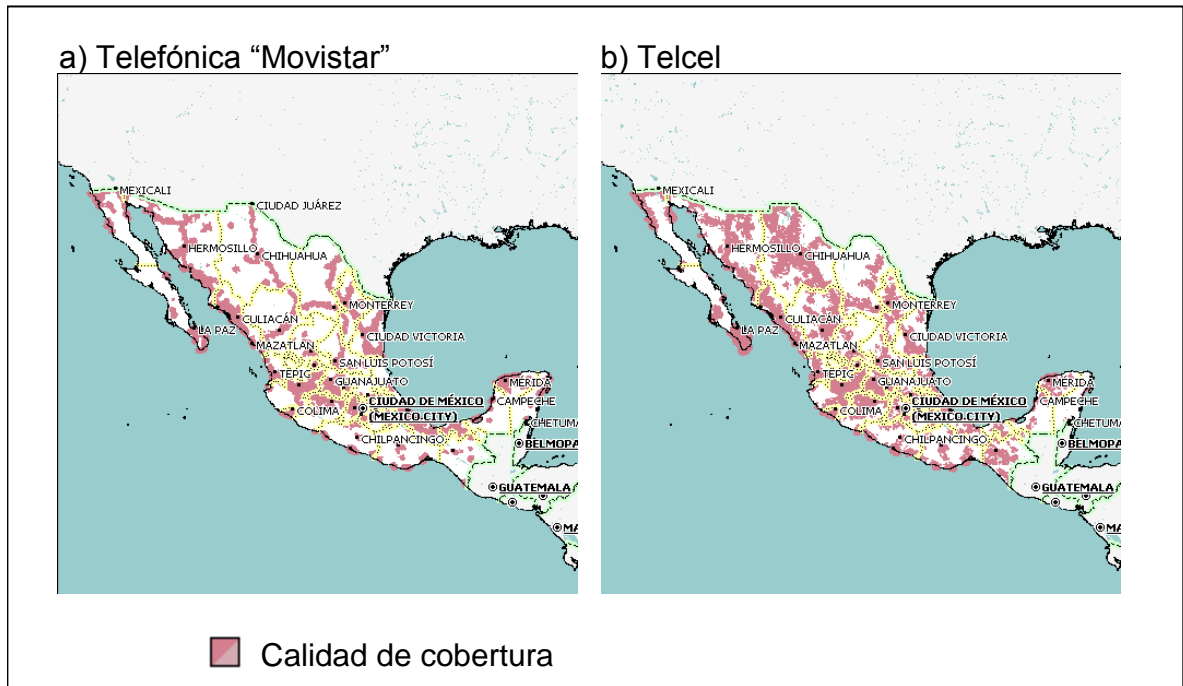 a) Telefónica “Movistar”
MEXICALI
CIUDAD JUÁREZ
HERMOSILLO
CHIHUAHUA
MONTERREY
CULIACÁN
LA PAZ
CIUDAD VICTORIA
MAZATLÁN
SAN LUIS POTOSÍ
TEPIC
GUANAJUATO
MÉRIDA
CIUDAD DE MÉXICO
(MEXICO CITY)
CAMPECHE
COLIMA
CHETUMA
CHILPANCINGO
BELMOPA
GUATEMALA
MA
b) Telcel
MEXICALI
HERMOSILLO
CHIHUAHUA
MONTERREY
CULIACÁN
LA PAZ
CIUDAD VICTORIA
MAZATLÁN
SAN LUIS POTOSÍ
TEPIC
GUANAJUATO
MÉRIDA
CIUDAD DE MÉXICO
(MEXICO CITY)
CAMPECHE
COLIMA
CHETUMA
CHILPANCINGO
BELMOPA
GUATEMALA
MA
Calidad de cobertura